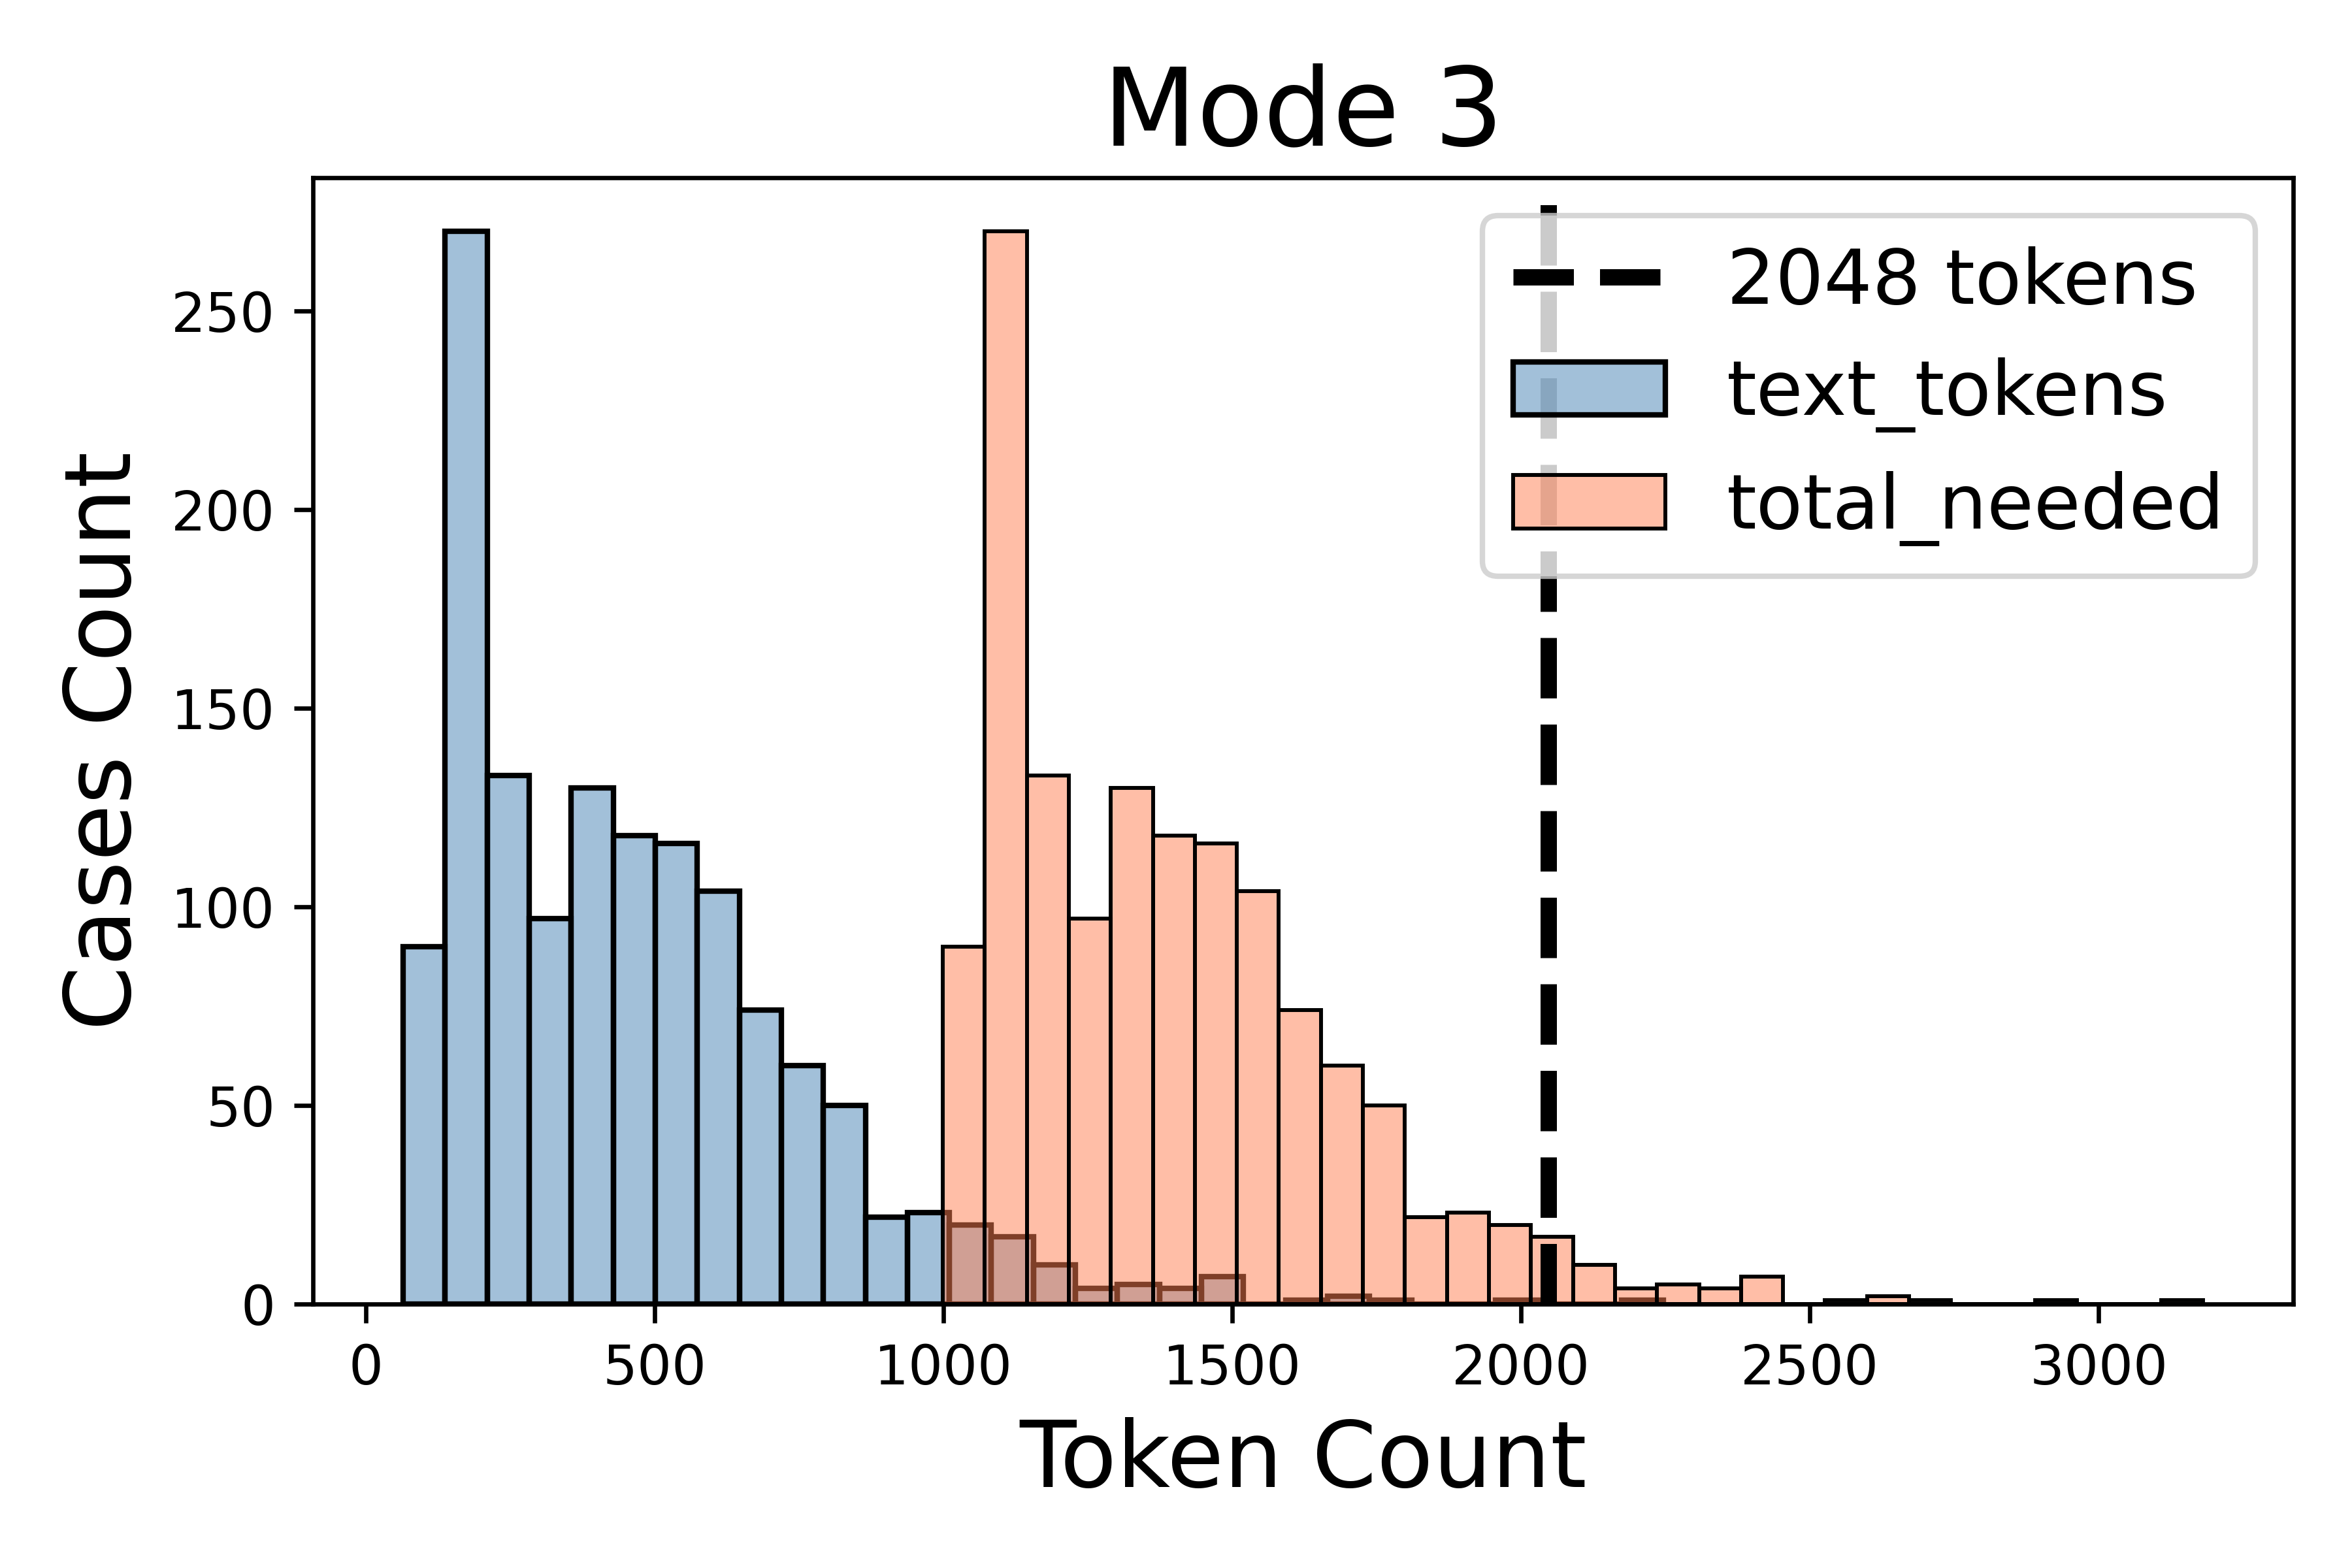 Mode 3
2048 tokens
text_tokens
total_needed
Cases Count
250
200
150
100
50
0
0 500 1000 1500 2000 2500 3000
Token Count